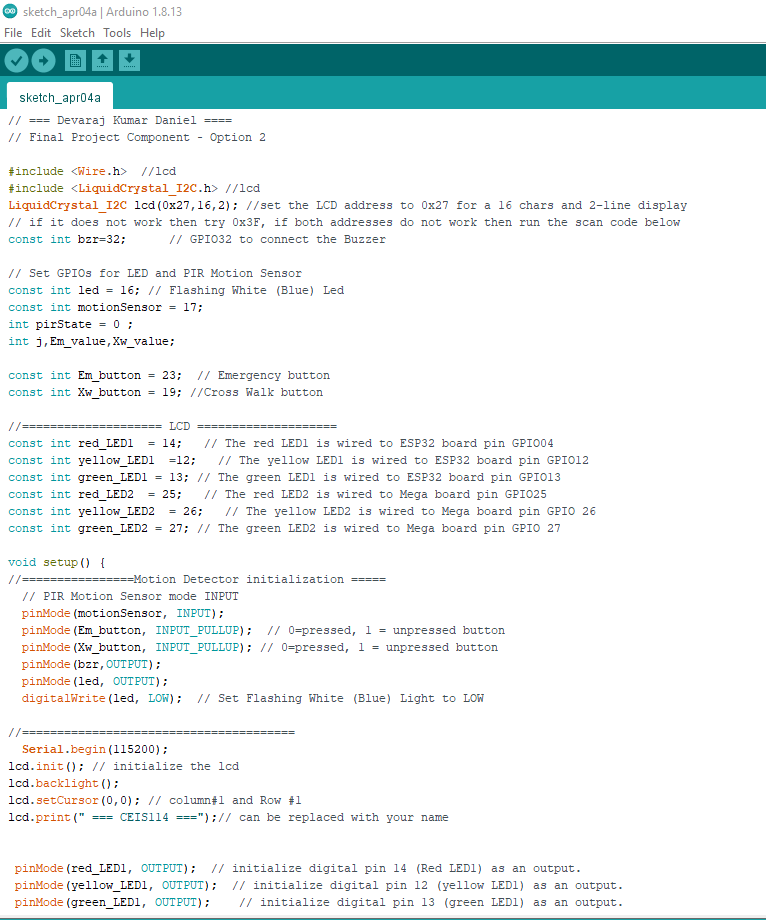 sketch_apr04a | Arduino 1.8.13
File Edit Sketch Tools Help
sketch_apr04a
// === Devaraj Kumar Daniel ====
// Final Project Component - Option 2
#include <Wire.h>  //lcd
#include <LiquidCrystal_I2C.h> //lcd
LiquidCrystal_I2C lcd(0x27,16,2); //set the LCD address to 0x27 for a 16 chars and 2-line display
// if it does not work then try 0x3F, if both addresses do not work then run the scan code below
const int bzr=32;      // GPIO32 to connect the Buzzer
// Set GPIOs for LED and PIR Motion Sensor
const int led = 16; // Flashing White (Blue) Led
const int motionSensor = 17;
int pirState = 0 ;
int j,Em_value,Xw_value;
const int Em_button = 23;  // Emergency button
const int Xw_button = 19; //Cross Walk button
//==================== LCD ====================
const int red_LED1  = 14;   // The red LED1 is wired to ESP32 board pin GPIO04
const int yellow_LED1  =12;   // The yellow LED1 is wired to ESP32 board pin GPIO12
const int green_LED1 = 13; // The green LED1 is wired to ESP32 board pin GPIO13
const int red_LED2  = 25;   // The red LED2 is wired to Mega board pin GPIO25
const int yellow_LED2  = 26;   // The yellow LED2 is wired to Mega board pin GPIO 26
const int green_LED2 = 27; // The green LED2 is wired to Mega board pin GPIO 27
void setup() {
//================Motion Detector initialization =====
  // PIR Motion Sensor mode INPUT
  pinMode(motionSensor, INPUT);
  pinMode(Em_button, INPUT_PULLUP);  // 0=pressed, 1 = unpressed button
  pinMode(Xw_button, INPUT_PULLUP); // 0=pressed, 1 = unpressed button
  pinMode(bzr,OUTPUT);
  pinMode(led, OUTPUT);
  digitalWrite(led, LOW);  // Set Flashing White (Blue) Light to LOW
//=======================================
  Serial.begin(115200);
lcd.init(); // initialize the lcd
lcd.backlight();
lcd.setCursor(0,0); // column#1 and Row #1
lcd.print(" === CEIS114 ===");// can be replaced with your name
 pinMode(red_LED1, OUTPUT);  // initialize digital pin 14 (Red LED1) as an output.
 pinMode(yellow_LED1, OUTPUT);  // initialize digital pin 12 (yellow LED1) as an output.
 pinMode(green_LED1, OUTPUT);    // initialize digital pin 13 (green LED1) as an output.